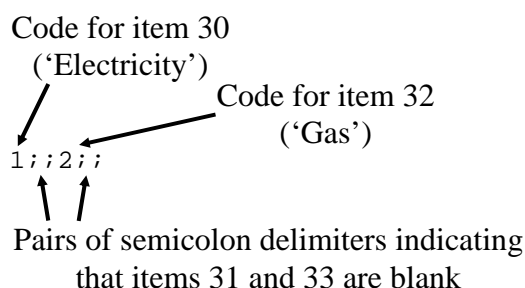 Code for item 30
(‘Electricity’)
Code for item 32
(‘Gas’)
1;;2;;
Pairs of semicolon delimiters indicating
that items 31 and 33 are blank